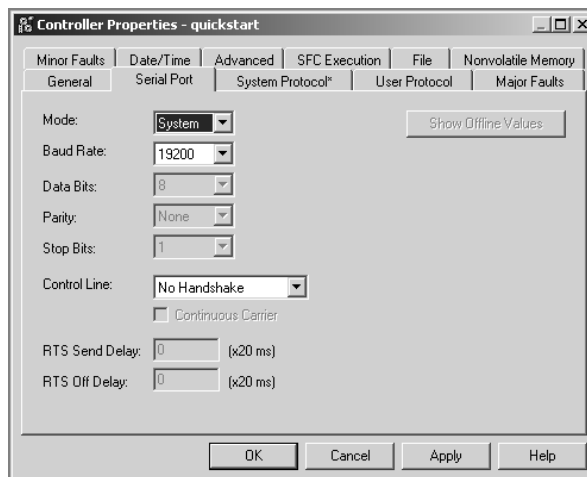 Controller Properties - quickstart
Minor Faults Date/Time Advanced SFC Execution File Nonvolatile Memory
General Serial Port System Protocol* User Protocol Major Faults
Mode: System Show Offline Values
Baud Rate: 19200
Data Bits: 8
Parity: None
Stop Bits: 1
Control Line: No Handshake
Continuous Carrier
RTS Send Delay: 0 (x20 ms)
RTS Off Delay: 0 (x20 ms)
OK Cancel Apply Help